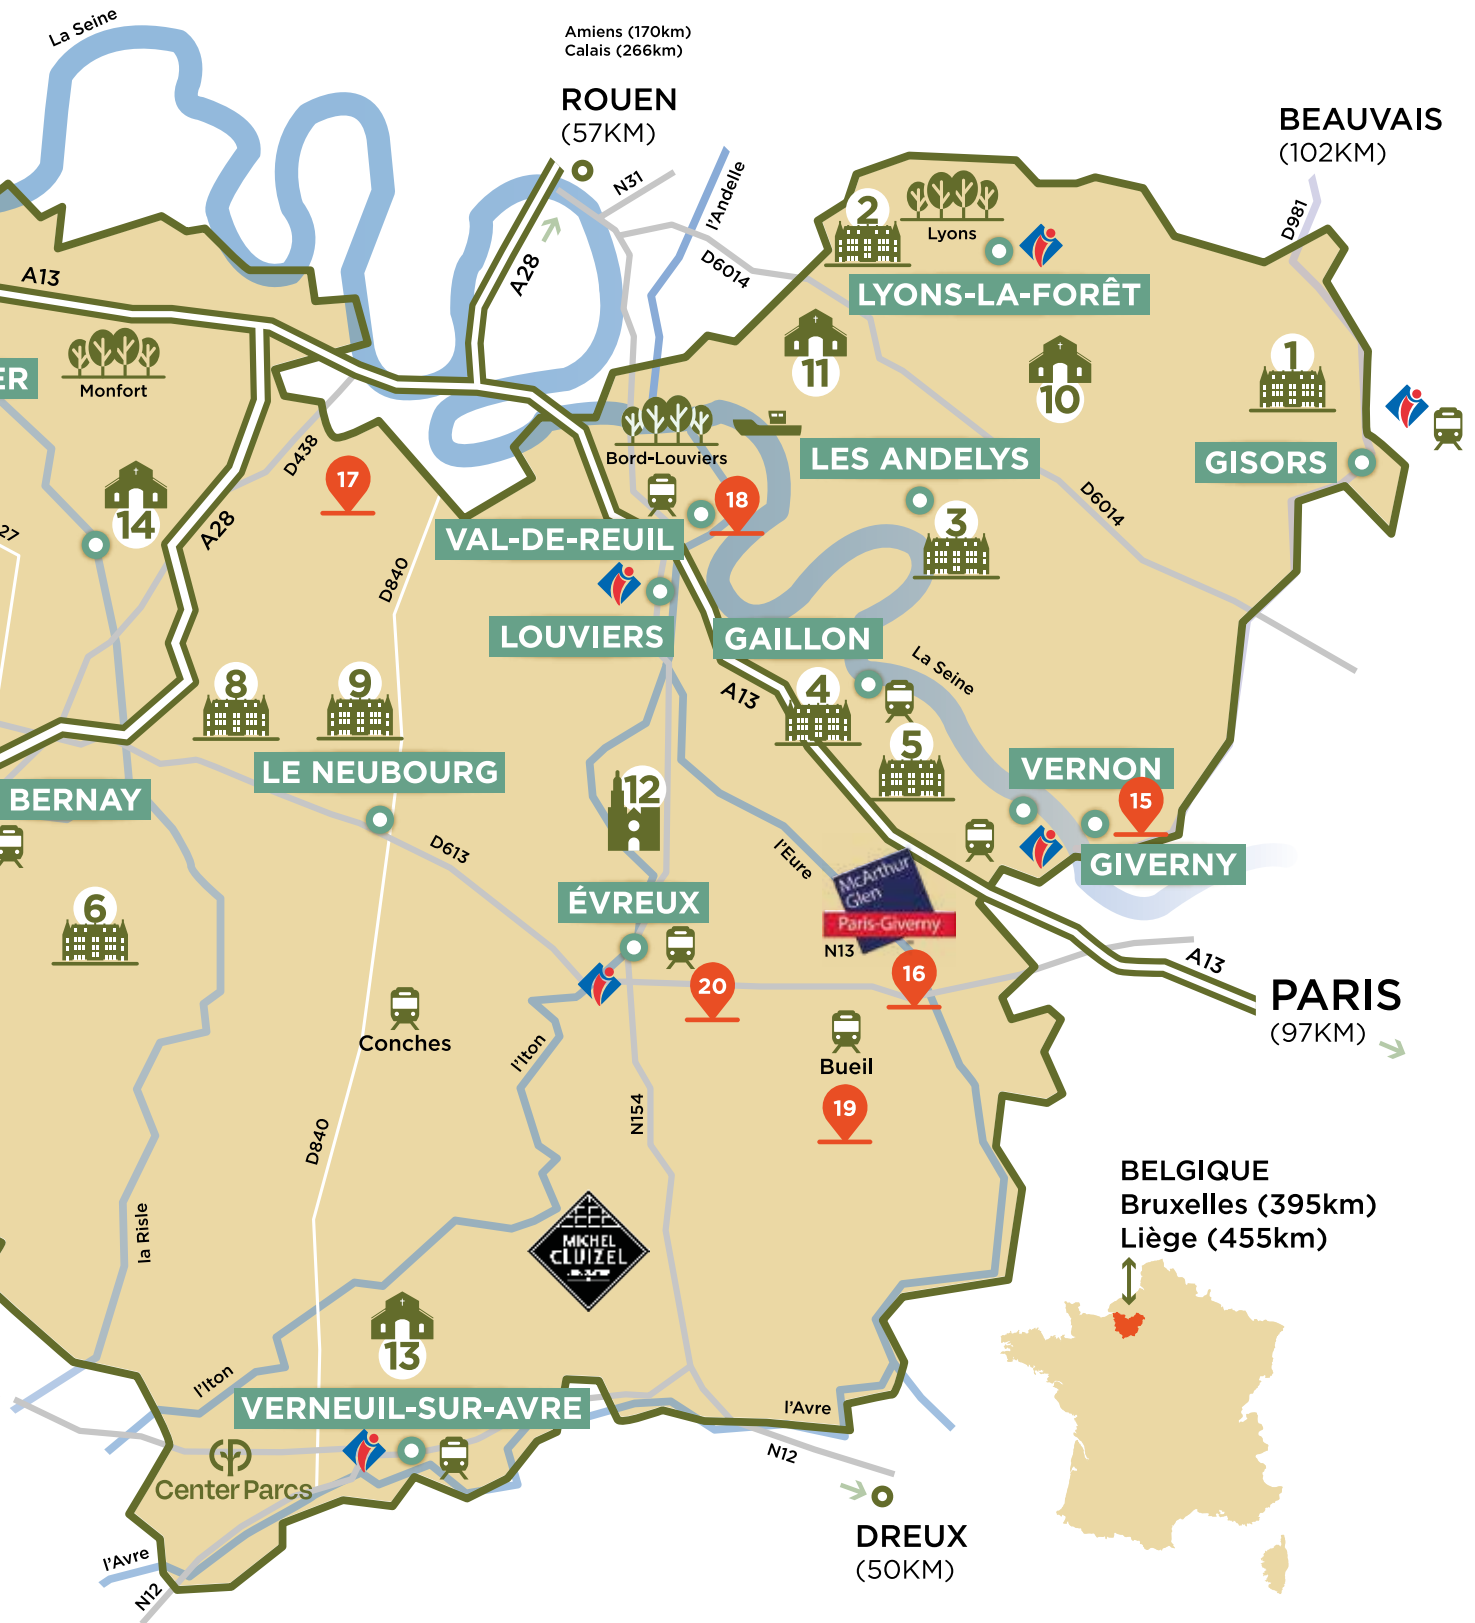 La Seine
Amiens (170km)
Calais (266km)
ROUEN
(57KM)
BEAUVAIS
(102KM)
N31
l'Andelle
D981
2
Lyons
A28
D6014
A13
LYONS-LA-FORÊT
11
10
1
ER
Monfort
Bord-Louviers
LES ANDELYS
GISORS
D438
17
18
14
A28
D6014
3
27
VAL-DE-REUIL
D840
LOUVIERS
GAILLON
La Seine
8
9
A13
4
5
LE NEUBOURG
VERNON
BERNAY
12
15
D613
l'Eure
GIVERNY
McArthur
Glen
Paris-Giverny
6
ÉVREUX
N13
A13
16
20
PARIS
(97KM)
Conches
l'Iton
Bueil
19
N154
D840
BELGIQUE
Bruxelles (395km)
Liège (455km)
la Risle
MICHEL
CLUIZEL
13
l'Iton
VERNEUIL-SUR-AVRE
l'Avre
N12
Center Parcs
DREUX
(50KM)
l'Avre
N12